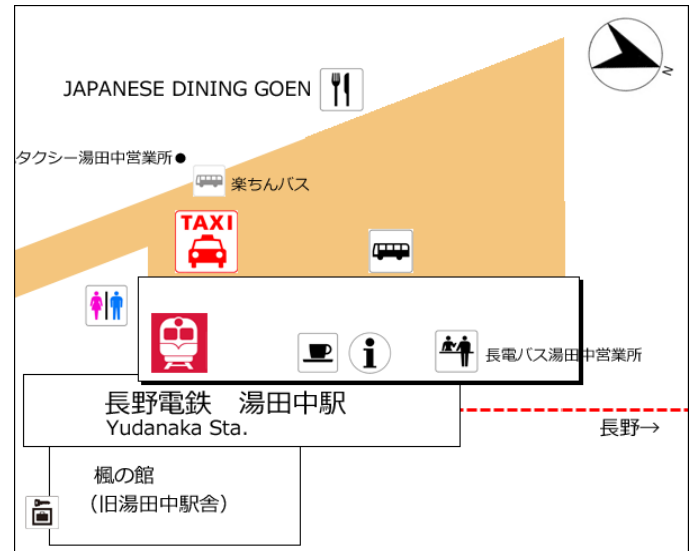 N
JAPANESE DINING GOEN
タクシー湯田中営業所●
楽ちんバス
TAXI
長電バス湯田中営業所
長野電鉄　湯田中駅
Yudanaka Sta.
長野→
楓の館
（旧湯田中駅舎）